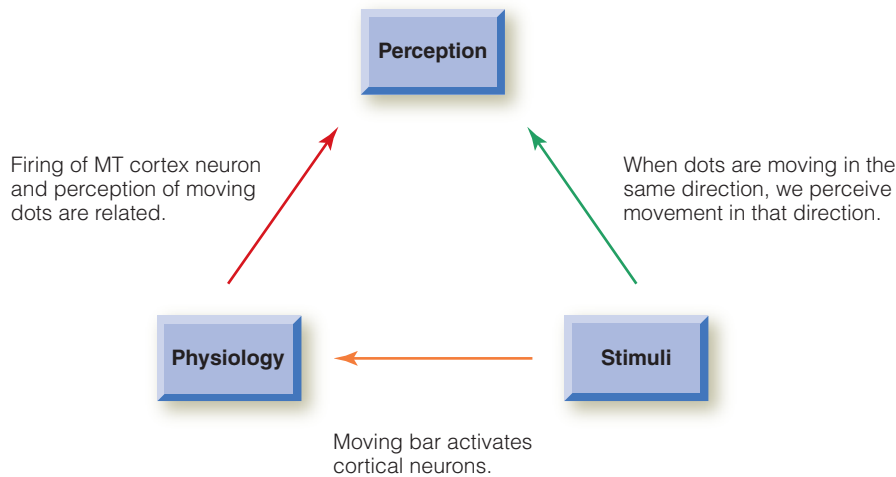 Perception
Firing of MT cortex neuron
and perception of moving
dots are related.
When dots are moving in the
same direction, we perceive
movement in that direction.
Physiology
Stimuli
Moving bar activates
cortical neurons.